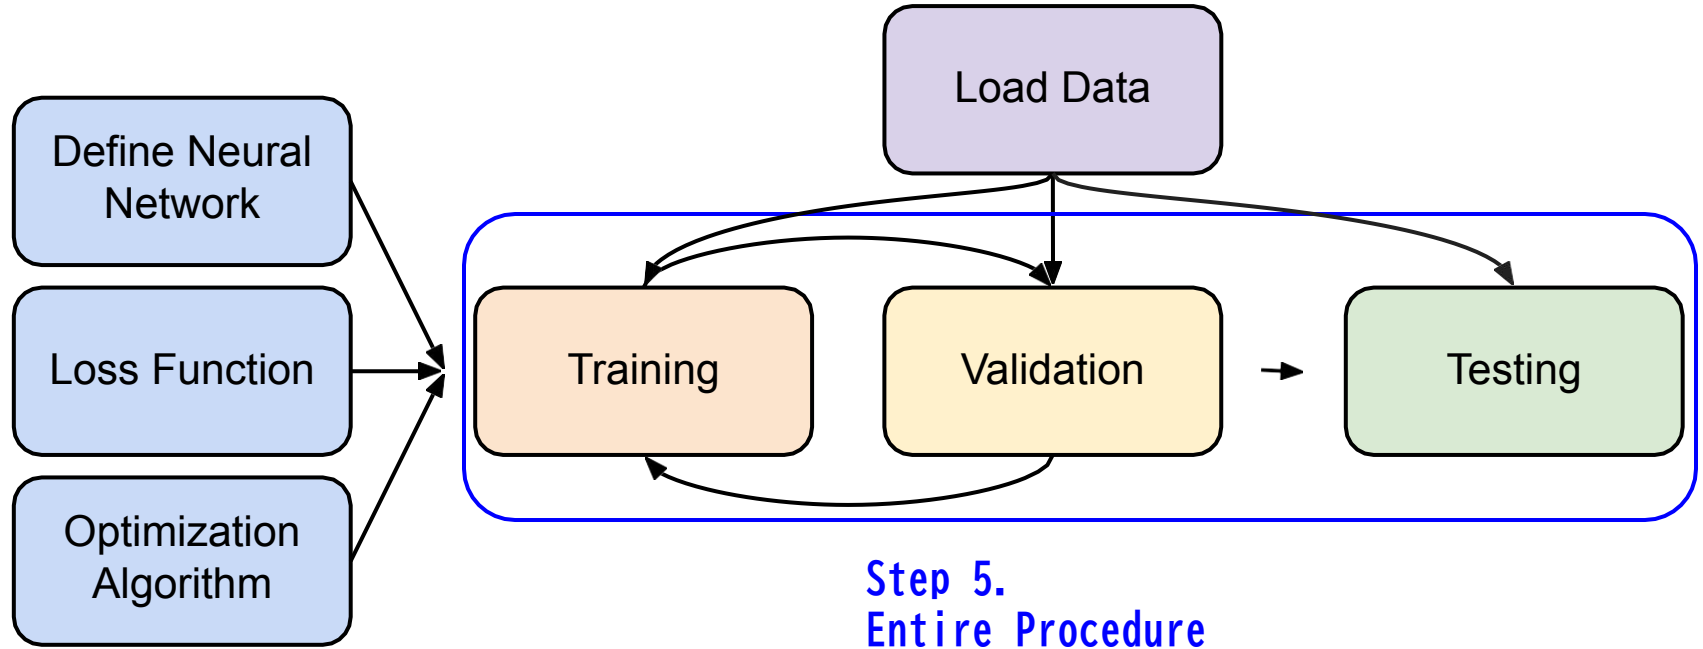 Load Data
Define Neural
Network
Loss Function
Optimization
Algorithm
Training
Validation
Testing
Step 5.
Entire Procedure